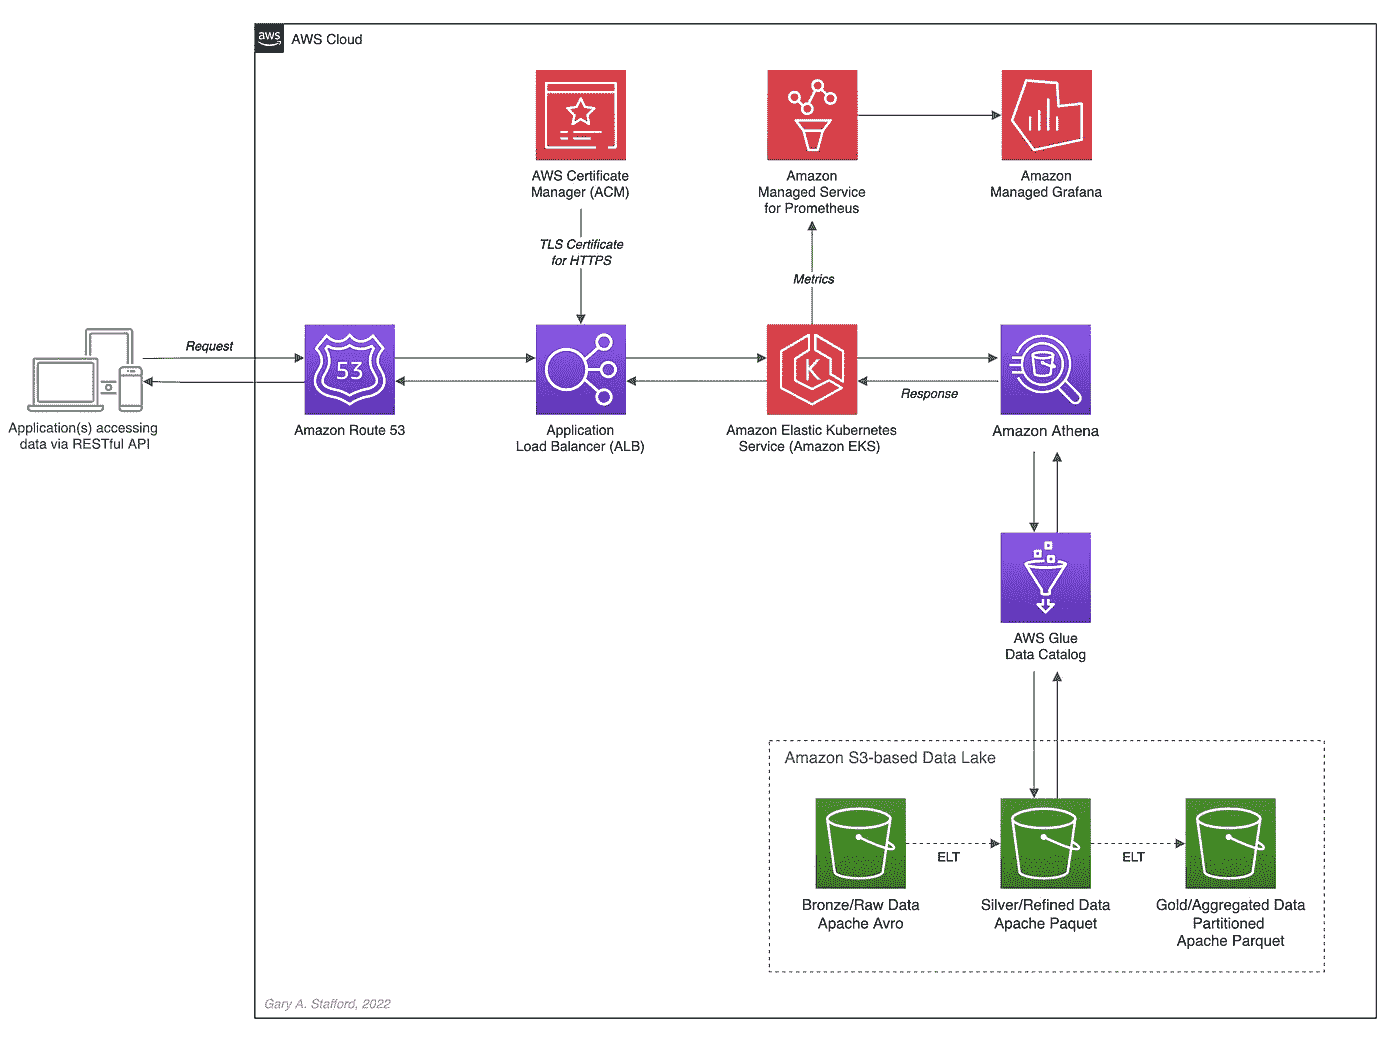 aws
AWS Cloud
AWS Certificate
Manager (ACM)
Amazon
Managed Service
for Prometheus
Amazon
Managed Grafana
TLS Certificate
for HTTPS
Metrics
Request
53
K
Response
Application(s) accessing
data via RESTful API
Amazon Route 53
Application
Load Balancer (ALB)
Amazon Elastic Kubernetes
Service (Amazon EKS)
Amazon Athena
AWS Glue
Data Catalog
Amazon S3-based Data Lake
ELT
ELT
Bronze/Raw Data
Apache Avro
Silver/Refined Data
Apache Paquet
Gold/Aggregated Data
Partitioned
Apache Parquet
Gary A. Stafford, 2022